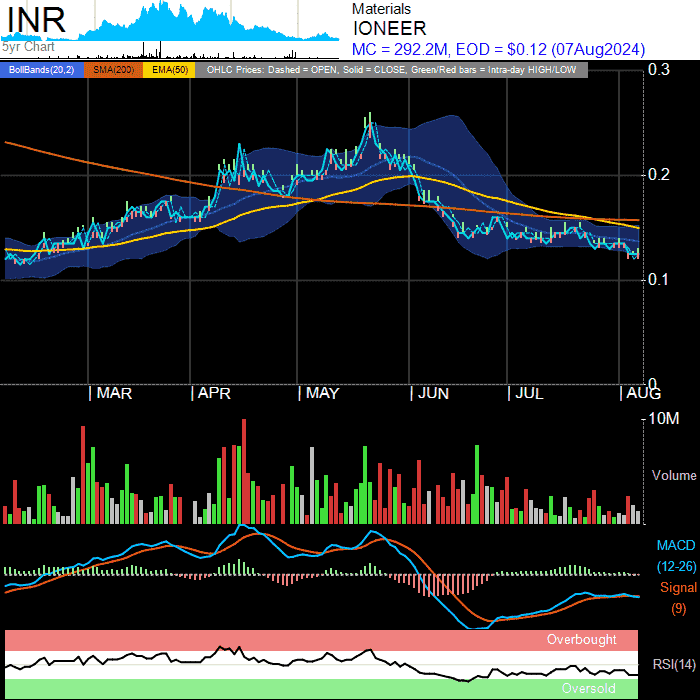 INR
5yr Chart
Materials
IONEER
MC = 292.2M, EOD = $0.12 (07Aug2024)
BollBands(20,2) SMA(200) EMA(50) OHLC Prices: Dashed = OPEN, Solid = CLOSE, Green/Red bars = Intra-day HIGH/LOW
0.3
0.2
0.1
0
| MAR | APR | MAY | JUN | JUL | AUG
10M
Volume
MACD
(12-26)
Signal
(9)
Overbought
RSI(14)
Oversold